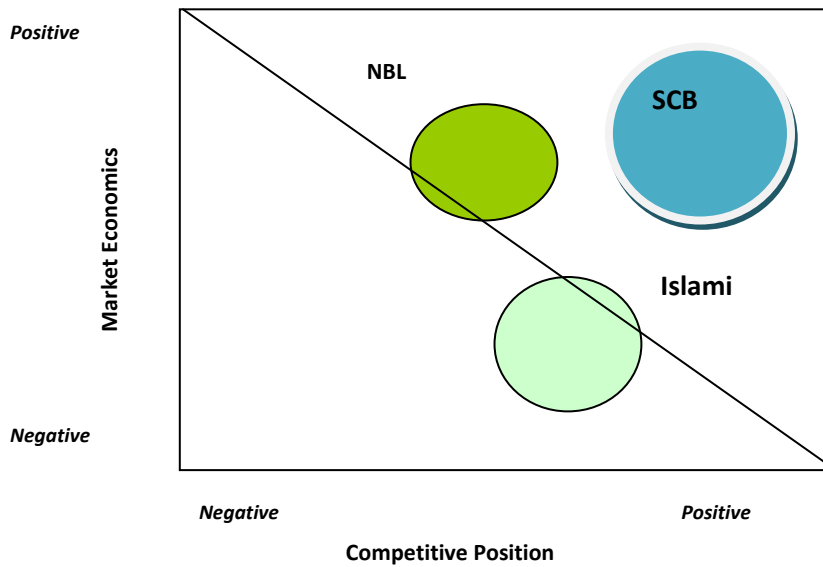 Positive
NBL
SCB
Market Economics
Islami
Negative
Negative
Positive
Competitive Position